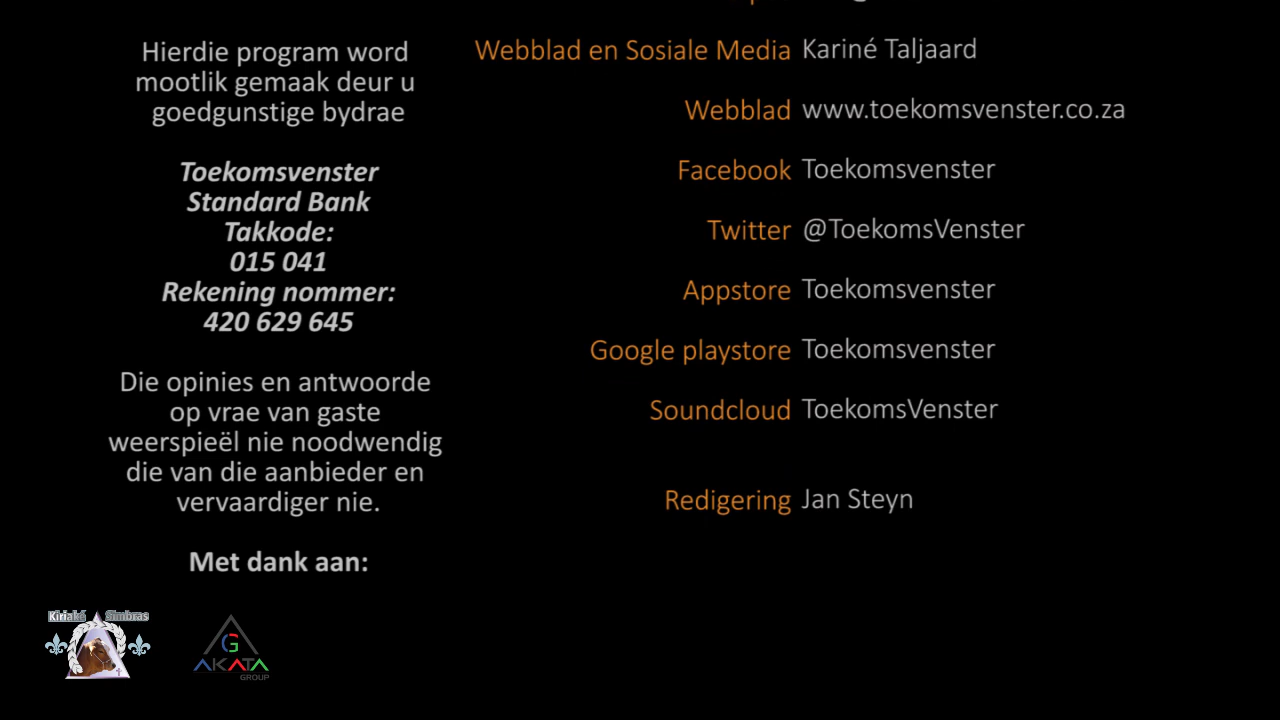 Hierdie program word
mootlik gemaak deur u
goedgunstige bydrae
Toekomsvenster
Standard Bank
Takkode:
015 041
Rekening nommer:
420 629 645
Die opinies en antwoorde
op vrae van gaste
weerspieël nie noodwendig
die van die aanbieder en
vervaardiger nie.
Met dank aan:
Kiriaké Simbras
G
AKATA
GROUP
Webblad en Sosiale Media Kariné Taljaard
Webblad www.toekomsvenster.co.za
Facebook Toekomsvenster
Twitter @ToekomsVenster
Appstore Toekomsvenster
Google playstore Toekomsvenster
Soundcloud ToekomsVenster
Redigering Jan Steyn